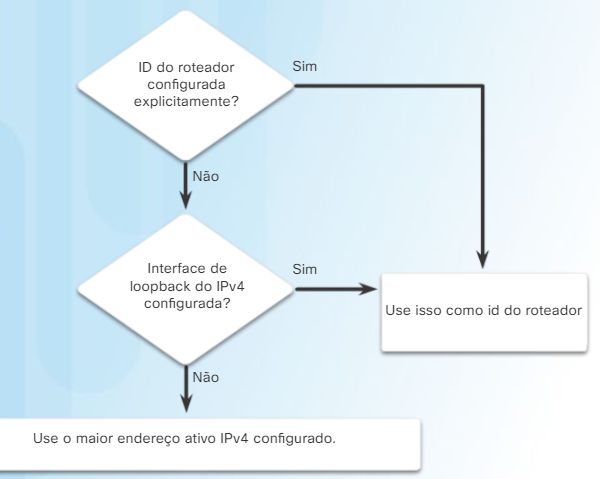 ID do roteador
configurada
explicitamente?
Sim
Não
Interface de
loopback do IPv4
configurada?
Sim
Use isso como id do roteador
Não
Use o maior endereço ativo IPv4 configurado.